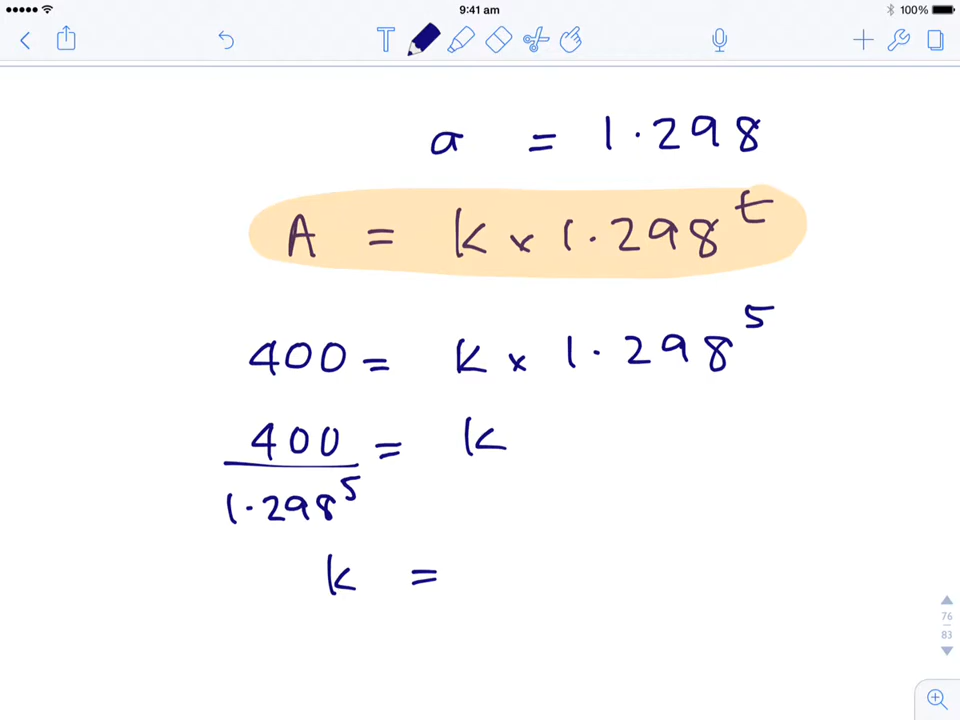 9:41 am
100%
T
a = 1.298
A = k × 1.298^t
400 = k × 1.298^5
400/1.298^5 = k
k =
76
83